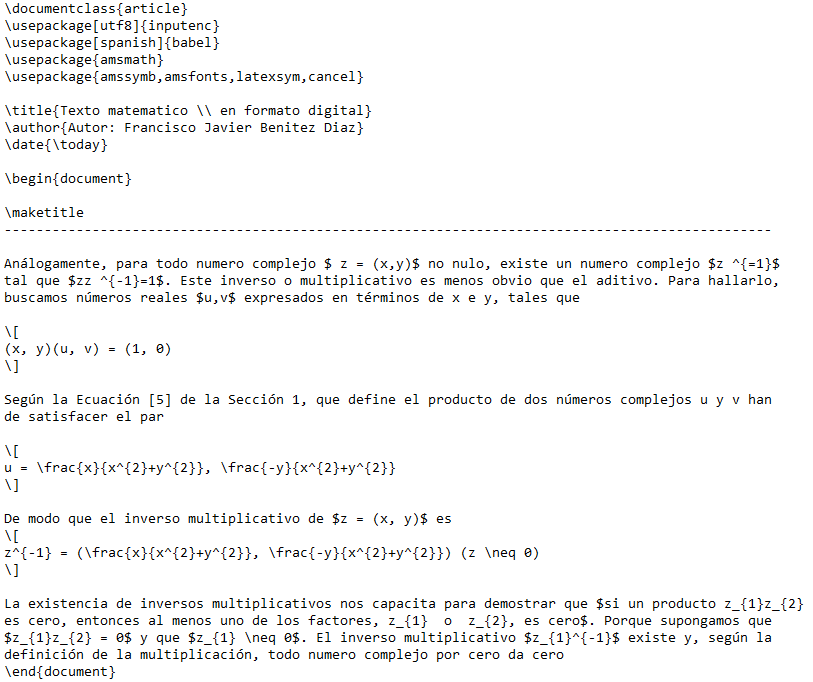 \documentclass{article}
\usepackage[utf8]{inputenc}
\usepackage[spanish]{babel}
\usepackage{amsmath}
\usepackage{amssymb,amsfonts,latexsym,cancel}
\title{Texto matematico \\ en formato digital}
\author{Autor: Francisco Javier Benitez Diaz}
\date{\today}
\begin{document}
\maketitle
-------------------------------------------------------------------------------------------------
Análogamente, para todo numero complejo $ z = (x,y)$ no nulo, existe un numero complejo $z ^{=1}$
tal que $zz ^{-1}=1$. Este inverso o multiplicativo es menos obvio que el aditivo. Para hallarlo,
buscamos números reales $u,v$ expresados en términos de x e y, tales que
\[
(x, y)(u, v) = (1, 0)
\]
Según la Ecuación [5] de la Sección 1, que define el producto de dos números complejos u y v han
de satisfacer el par
\[
u = \frac{x}{x^{2}+y^{2}}, \frac{-y}{x^{2}+y^{2}}
\]
De modo que el inverso multiplicativo de $z = (x, y)$ es
\[
z^{-1} = (\frac{x}{x^{2}+y^{2}}, \frac{-y}{x^{2}+y^{2}}) (z \neq 0)
\]
La existencia de inversos multiplicativos nos capacita para demostrar que $si un producto z_{1}z_{2}
es cero, entonces al menos uno de los factores, z_{1}  o  z_{2}, es cero$. Porque supongamos que
$z_{1}z_{2} = 0$ y que $z_{1} \neq 0$. El inverso multiplicativo $z_{1}^{-1}$ existe y, según la
definición de la multiplicación, todo numero complejo por cero da cero
\end{document}